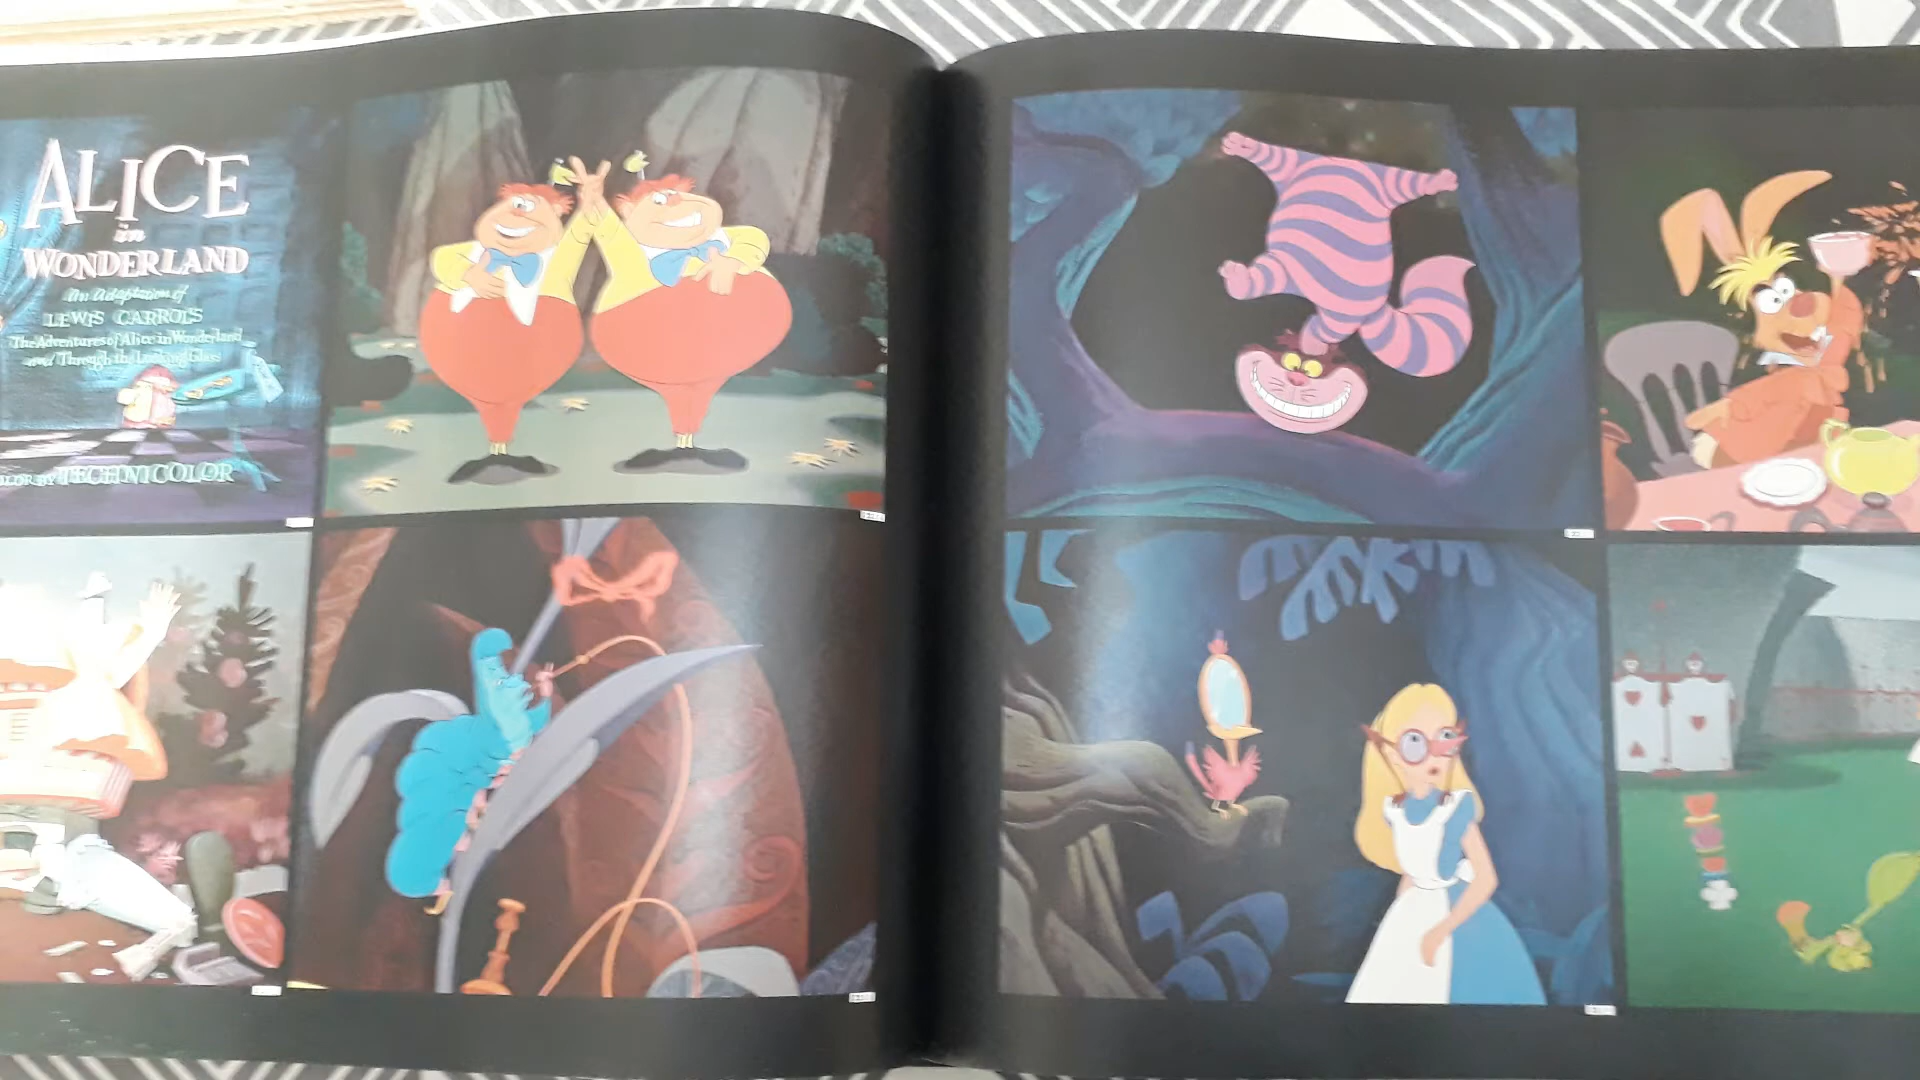 ALICE
in
WONDERLAND
An Adaptation of
LEWIS CARROL'S
The Adventures of Alice in Wonderland
and Through the Looking Glass
TECHNICOLOR